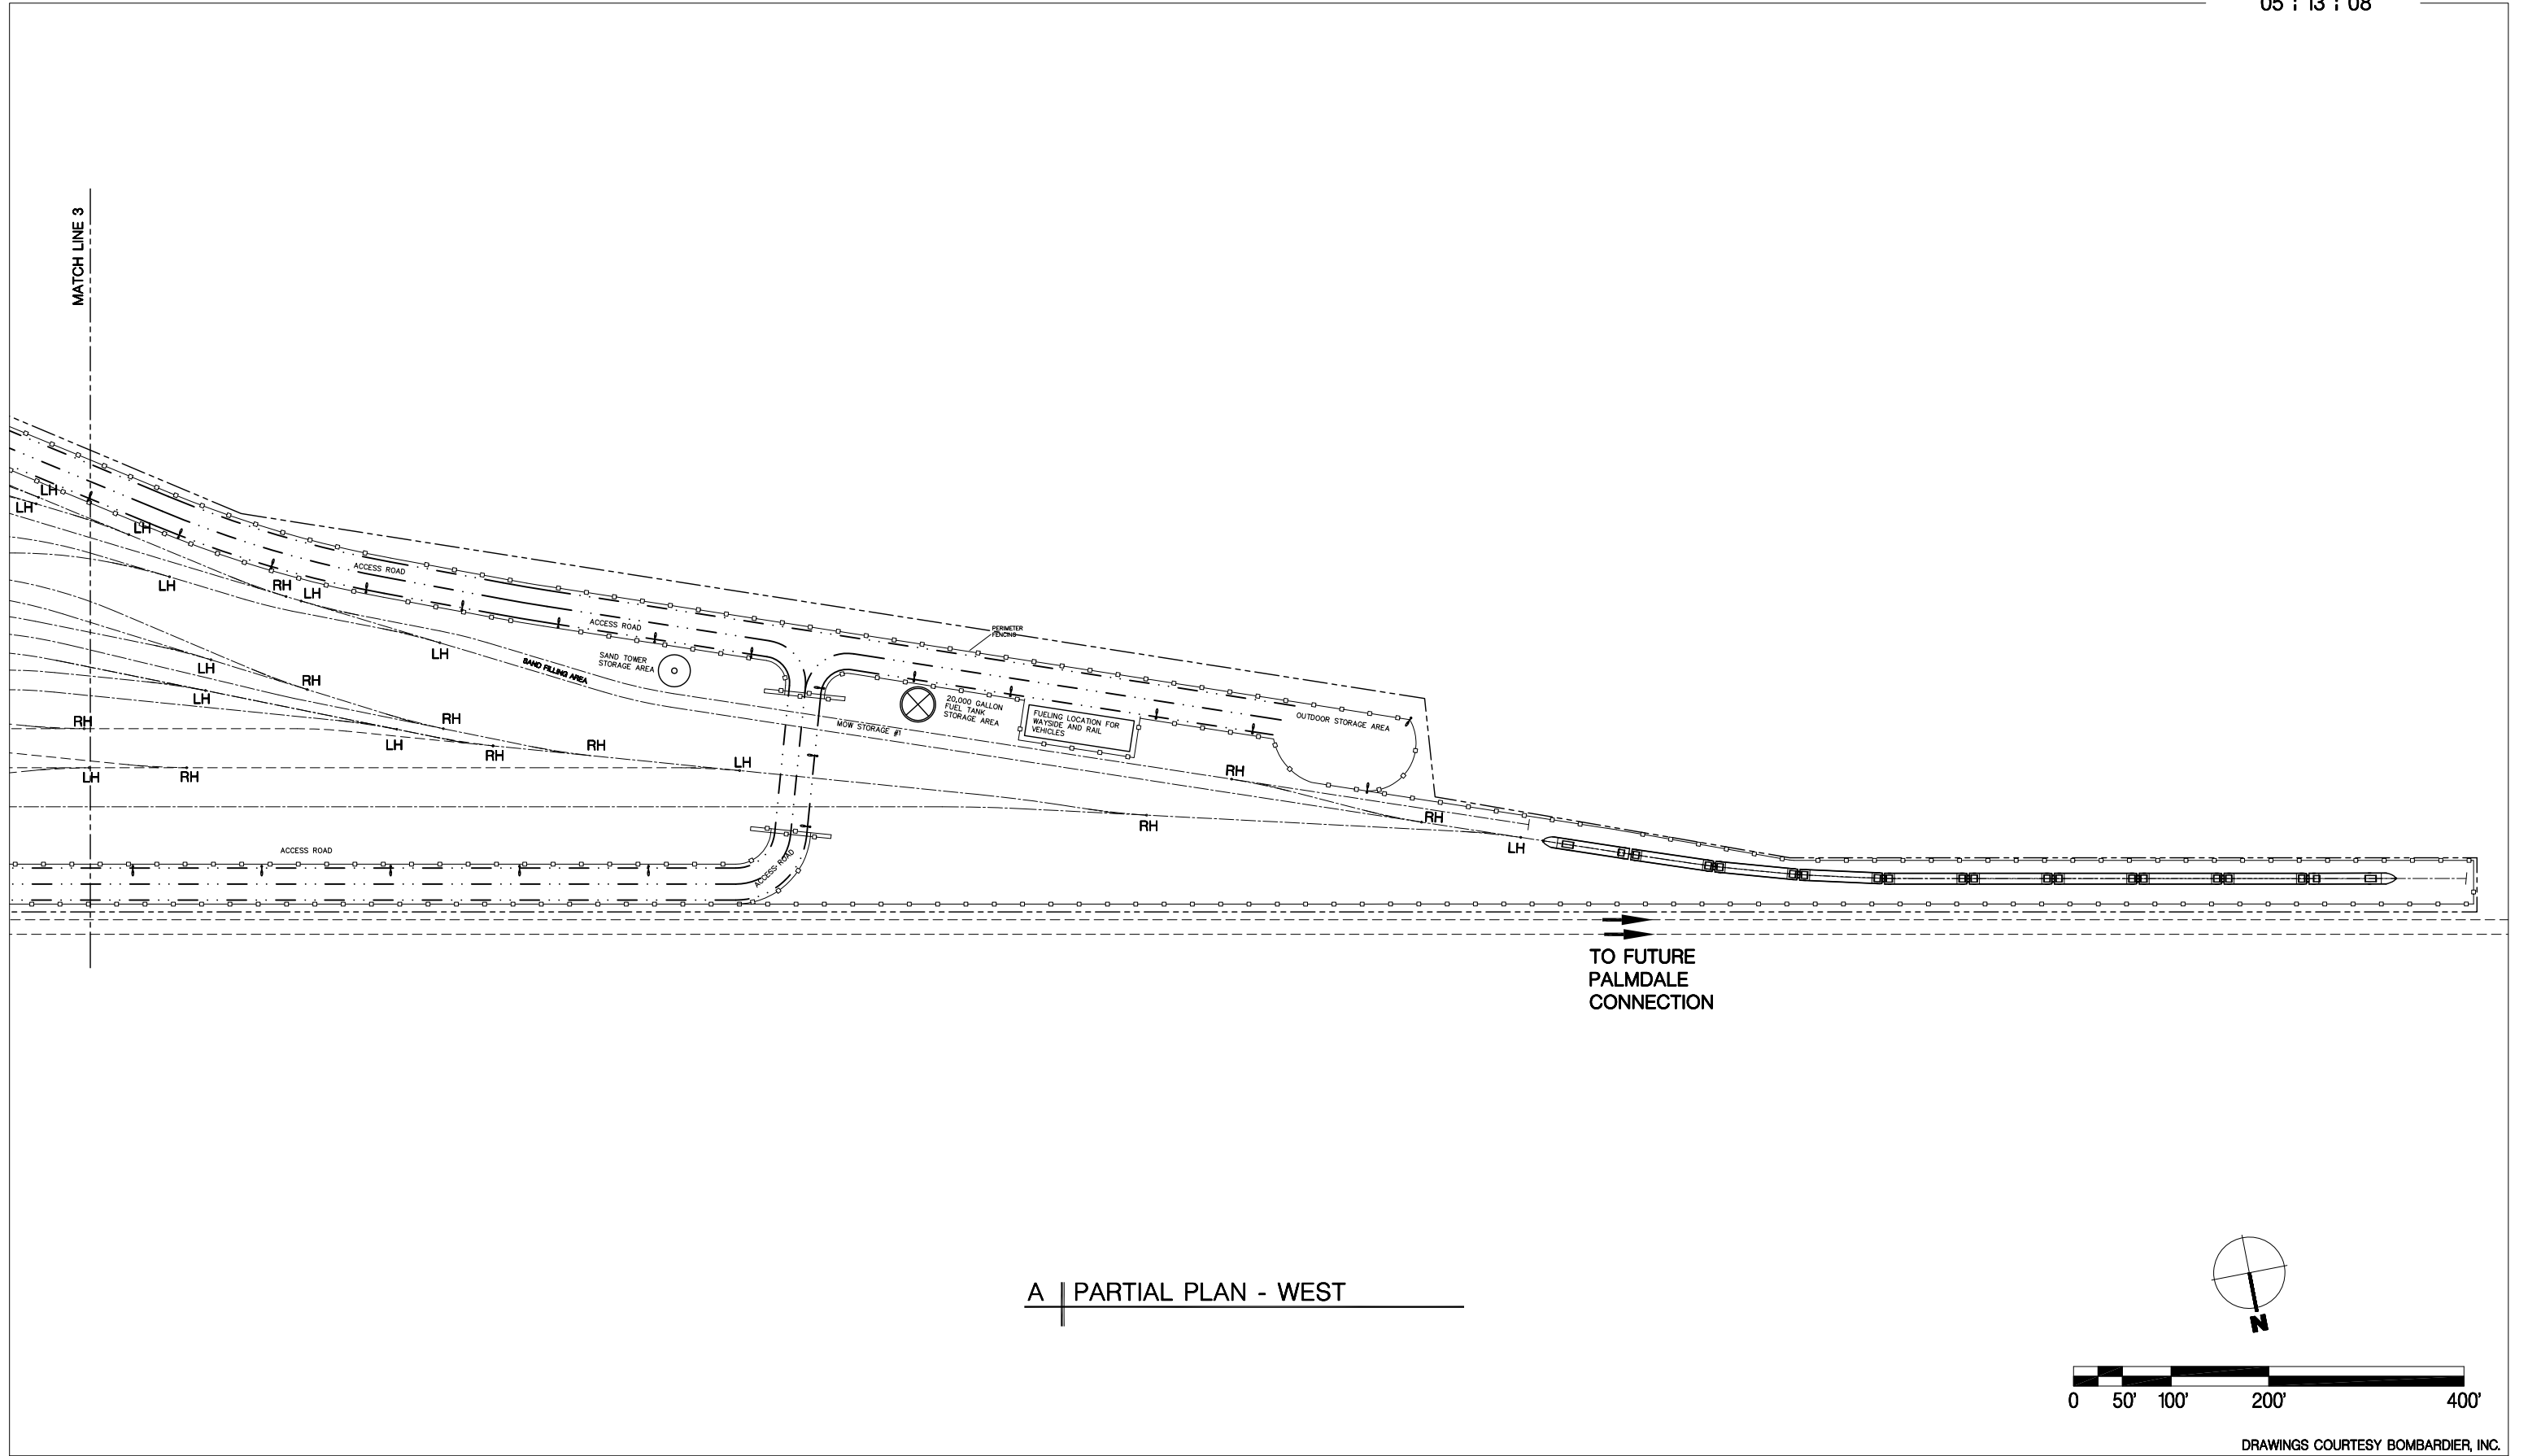 05 : 13 : 08
MATCH LINE 3
LH
LH
LH
LH
RH
LH
ACCESS ROAD
ACCESS ROAD
PERIMETER
FENCING
LH
LH
RH
LH
SAND FILLING AREA
SAND TOWER
STORAGE AREA
20,000 GALLON
FUEL TANK
STORAGE AREA
FUELING LOCATION FOR
WAYSIDE AND RAIL
VEHICLES
OUTDOOR STORAGE AREA
MOW STORAGE #1
RH
RH
LH
RH
RH
LH
RH
LH
RH
RH
RH
LH
ACCESS ROAD
ACCESS ROAD
TO FUTURE
PALMDALE
CONNECTION
A PARTIAL PLAN - WEST
N
0 50' 100' 200' 400'
DRAWINGS COURTESY BOMBARDIER, INC.